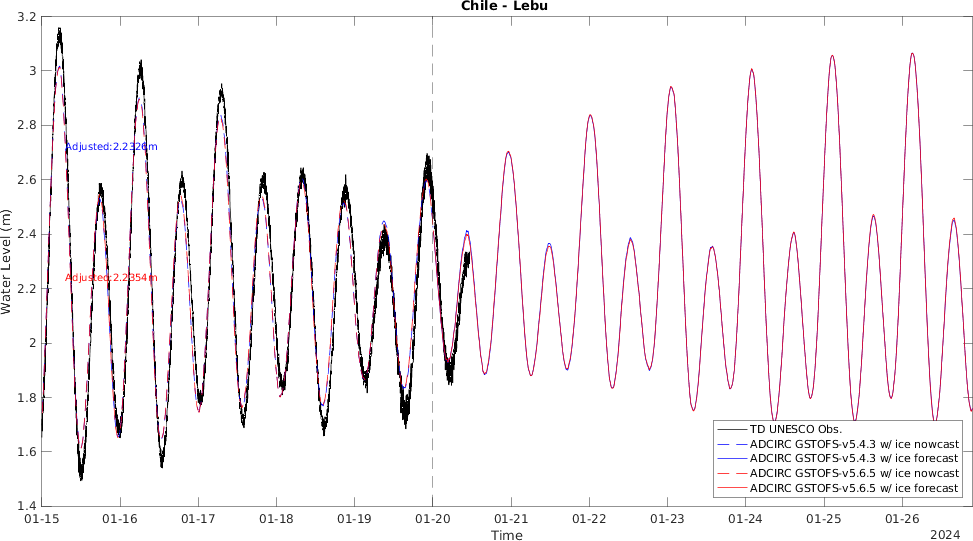 Chile - Lebu
3.2
3
2.8
2.6
2.4
2.2
2
1.8
1.6
1.4
Water Level (m)
Adjusted:2.2326m
Adjusted:2.2354m
TD UNESCO Obs.
ADCIRC GSTOFS-v5.4.3 w/ ice nowcast
ADCIRC GSTOFS-v5.4.3 w/ ice forecast
ADCIRC GSTOFS-v5.6.5 w/ ice nowcast
ADCIRC GSTOFS-v5.6.5 w/ ice forecast
01-15 01-16 01-17 01-18 01-19 01-20 01-21 01-22 01-23 01-24 01-25 01-26
Time
2024